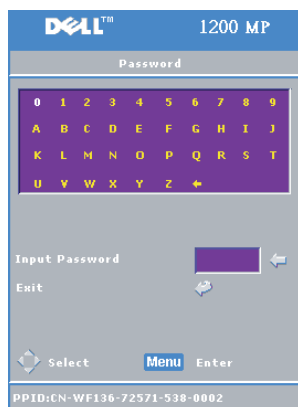 DELL™ 1200 MP
Password
0 1 2 3 4 5 6 7 8 9
A B C D E F G H I J
K L M N O P Q R S T
U V W X Y Z ←
Input Password
Exit
Select Menu Enter
PPID:CN-WF136-72571-538-0002